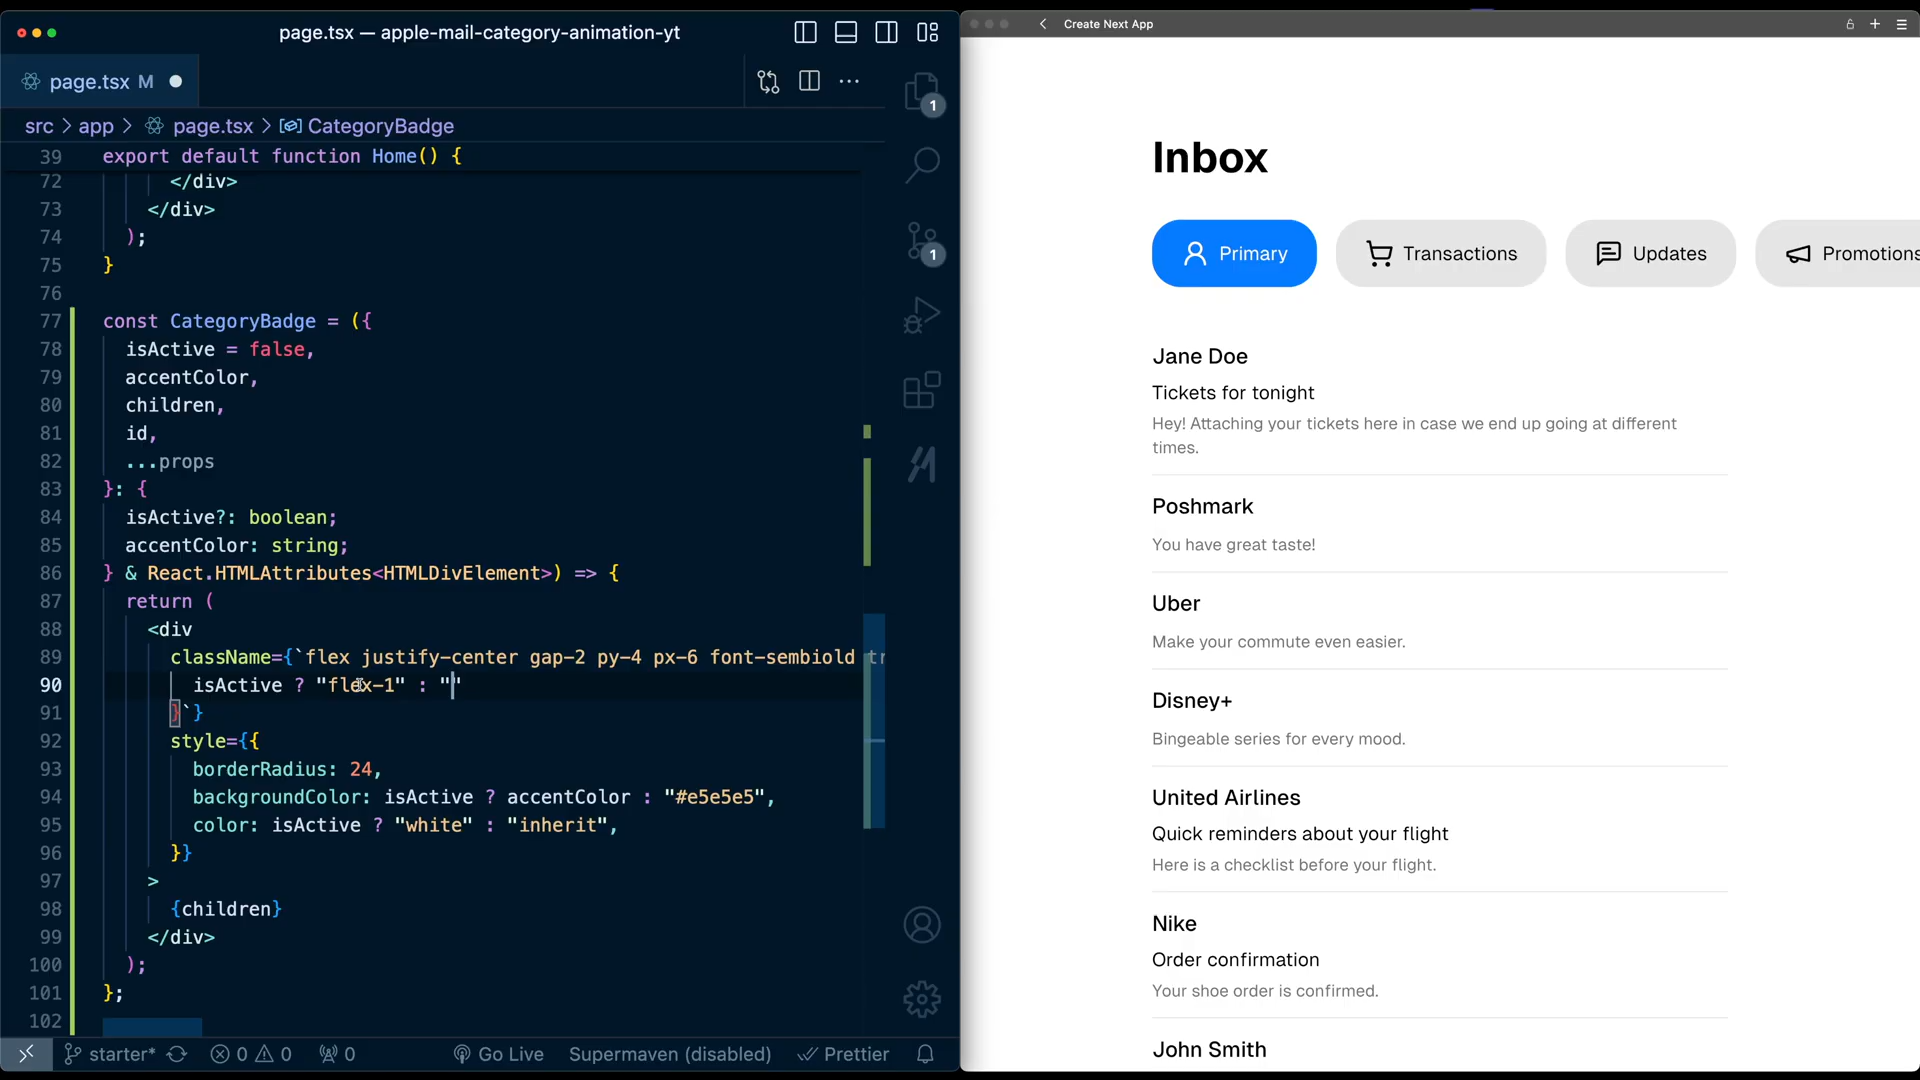 page.tsx — apple-mail-category-animation-yt
page.tsx M
src > app > page.tsx > CategoryBadge
39 export default function Home() {
72 </div>
73 </div>
74 );
75 }
76
77 const CategoryBadge = ({
78 isActive = false,
79 accentColor,
80 children,
81 id,
82 ...props
83 }: {
84 isActive?: boolean;
85 accentColor: string;
86 } & React.HTMLAttributes<HTMLDivElement>) => {
87 return (
88 <div
89 className={`flex justify-center gap-2 py-4 px-6 font-sembiold tr
90 isActive ? "flex-1" : ""
91 }`}
92 style={{
93 borderRadius: 24,
94 backgroundColor: isActive ? accentColor : "#e5e5e5",
95 color: isActive ? "white" : "inherit",
96 }}
97 >
98 {children}
99 </div>
100 );
101 };
102
1
1
starter* 0 0 0 Go Live Supermaven (disabled) Prettier
Create Next App
Inbox
Primary Transactions Updates Promotions
Jane Doe
Tickets for tonight
Hey! Attaching your tickets here in case we end up going at different
times.
Poshmark
You have great taste!
Uber
Make your commute even easier.
Disney+
Bingeable series for every mood.
United Airlines
Quick reminders about your flight
Here is a checklist before your flight.
Nike
Order confirmation
Your shoe order is confirmed.
John Smith